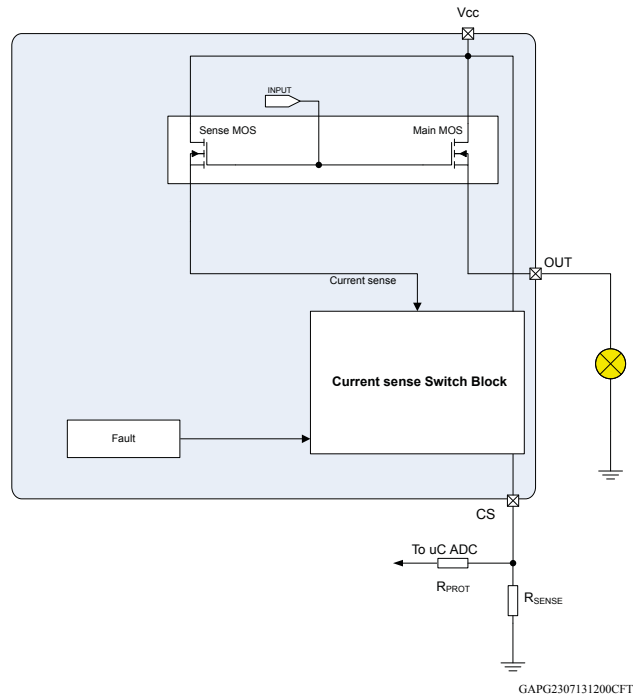 Vcc
INPUT
Sense MOS
Main MOS
OUT
Current sense
Current sense Switch Block
Fault
CS
To uC ADC
RPROT
RSENSE
GAPG2307131200CFT